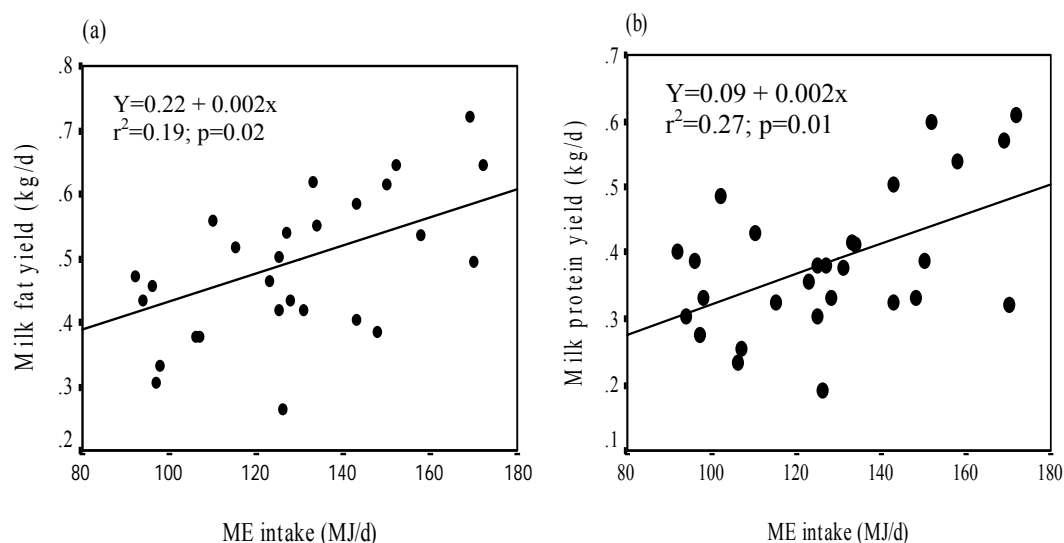 (a)
Y=0.22 + 0.002x
r²=0.19; p=0.02
.8
.7
.6
.5
.4
.3
.2
Milk fat yield (kg/d)
80 100 120 140 160 180
ME intake (MJ/d)
(b)
Y=0.09 + 0.002x
r²=0.27; p=0.01
.7
.6
.5
.4
.3
.2
.1
Milk protein yield (kg/d)
80 100 120 140 160 180
ME intake (MJ/d)